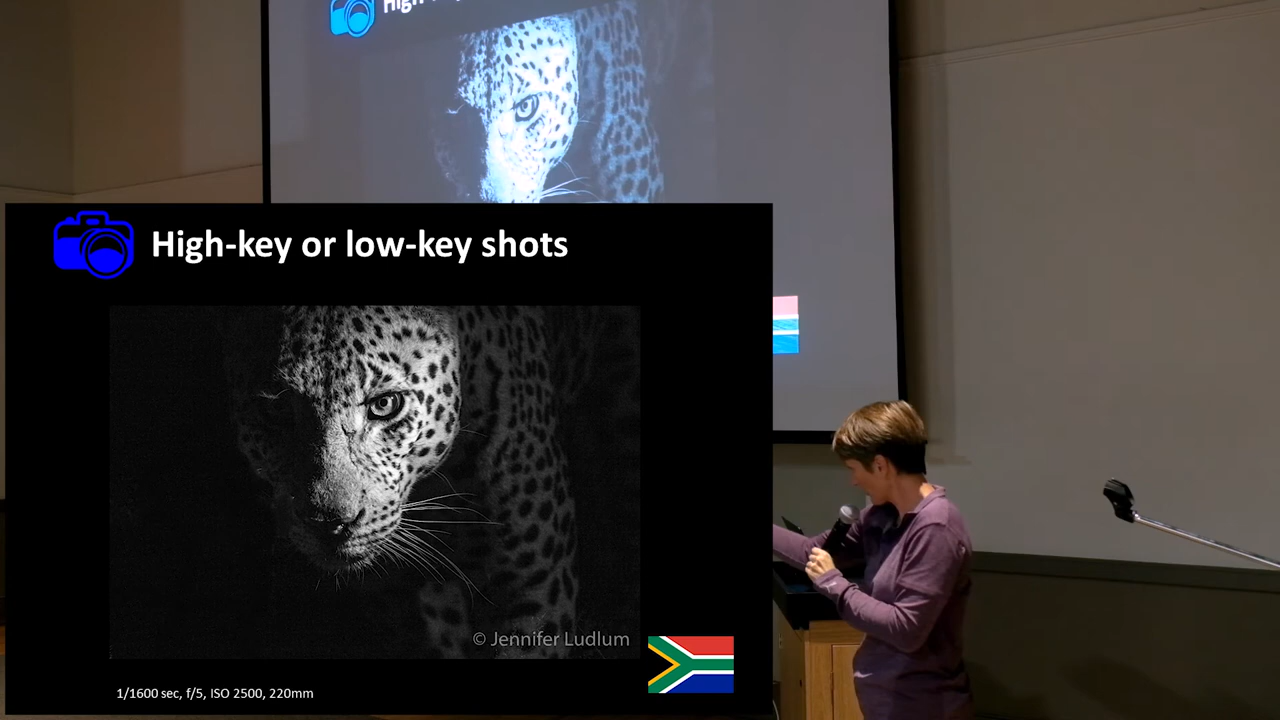 High-key or low-key shots
© Jennifer Ludlum
1/1600 sec, f/5, ISO 2500, 220mm